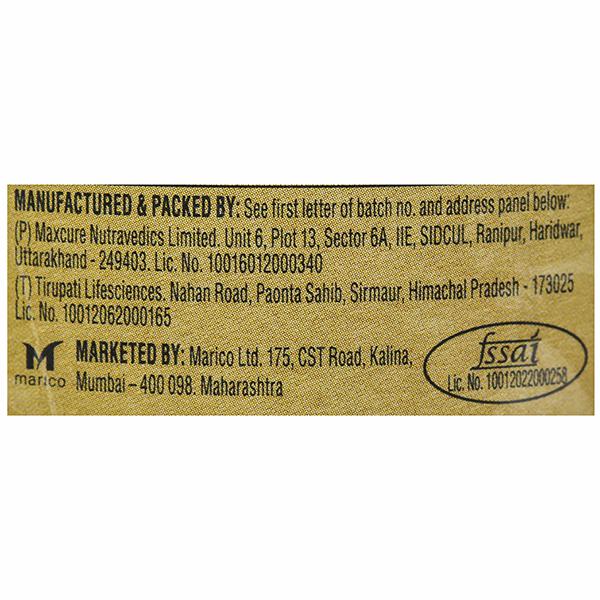 MANUFACTURED & PACKED BY: See first letter of batch no. and address panel below:
(P) Maxcure Nutravedics Limited. Unit 6, Plot 13, Sector 6A, IIE, SIDCUL, Ranipur, Haridwar,
Uttarakhand - 249403. Lic. No. 10016012000340
(T) Tirupati Lifesciences. Nahan Road, Paonta Sahib, Sirmaur, Himachal Pradesh - 173025
Lic. No. 10012062000165
marico
MARKETED BY: Marico Ltd. 175, CST Road, Kalina,
Mumbai - 400 098. Maharashtra
fssai
Lic. No. 10012022000258